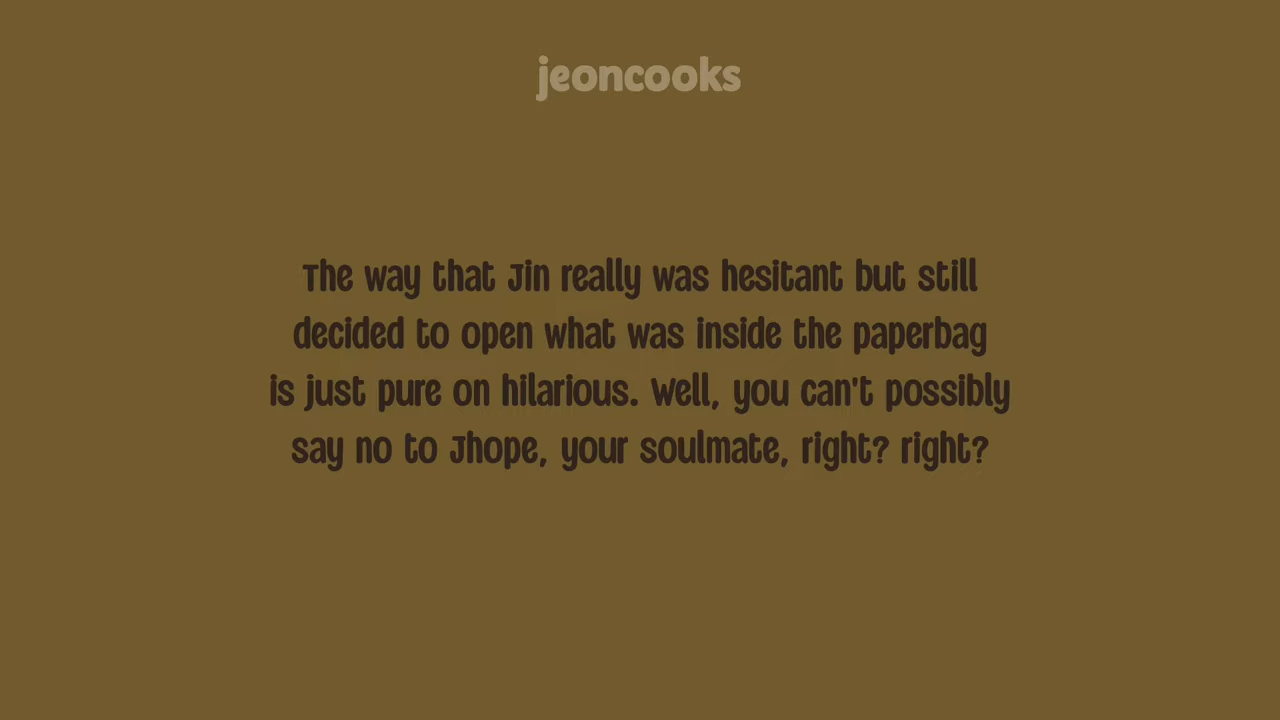 jeoncooks
The way that Jin really was hesitant but still
decided to open what was inside the paperbag
is just pure on hilarious. Well, you can't possibly
say no to Jhope, your soulmate, right? right?